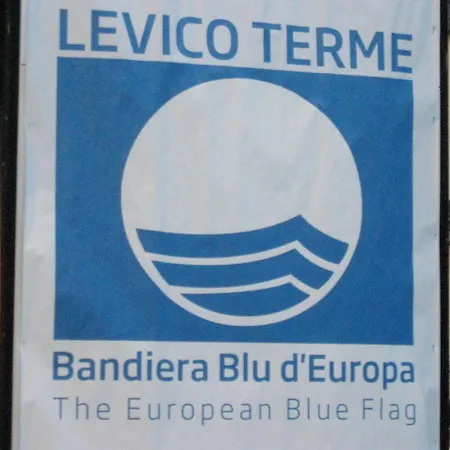 LEVICO TERME
Bandiera Blu d'Europa
The European Blue Flag